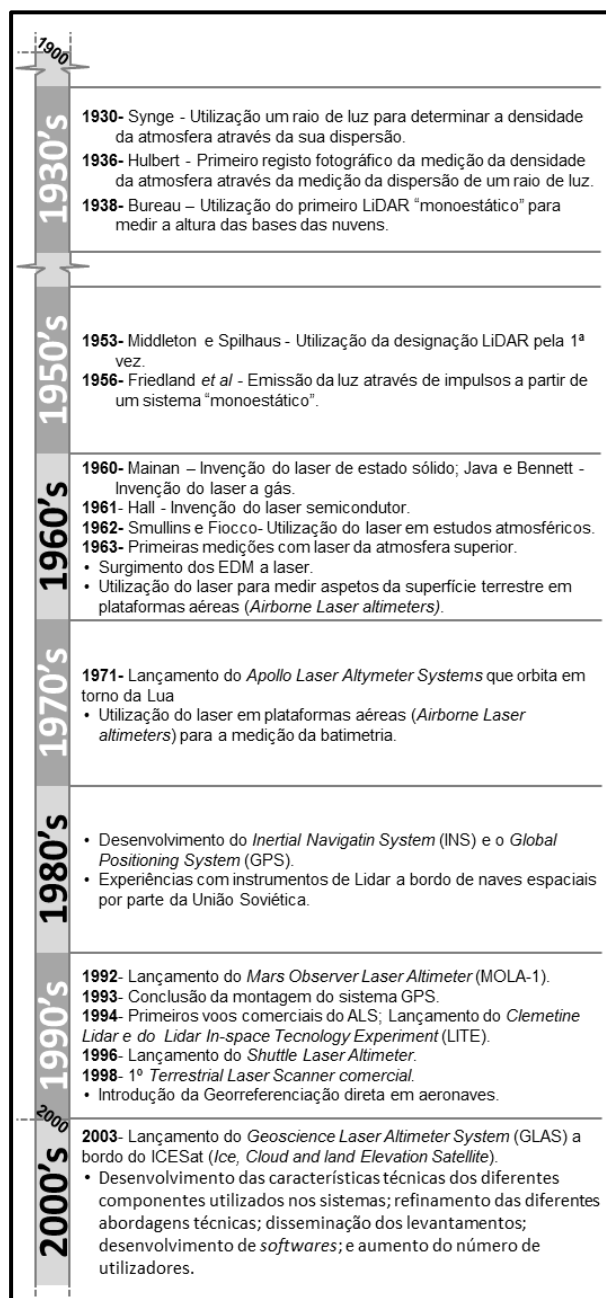 1900
1930's
1930- Synge - Utilização um raio de luz para determinar a densidade
da atmosfera através da sua dispersão.
1936- Hulbert - Primeiro registo fotográfico da medição da densidade
da atmosfera através da medição da dispersão de um raio de luz.
1938- Bureau – Utilização do primeiro LiDAR “monoestático” para
medir a altura das bases das nuvens.
1950's
1953- Middleton e Spilhaus - Utilização da designação LiDAR pela 1ª
vez.
1956- Friedland et al - Emissão da luz através de impulsos a partir de
um sistema “monoestático”.
1960's
1960- Mainan – Invenção do laser de estado sólido; Java e Bennett -
Invenção do laser a gás.
1961- Hall - Invenção do laser semicondutor.
1962- Smullins e Fiocco- Utilização do laser em estudos atmosféricos.
1963- Primeiras medições com laser da atmosfera superior.
• Surgimento dos EDM a laser.
• Utilização do laser para medir aspetos da superfície terrestre em
plataformas aéreas (Airborne Laser altimeters).
1970's
1971- Lançamento do Apollo Laser Altymeter Systems que orbita em
torno da Lua
• Utilização do laser em plataformas aéreas (Airborne Laser
altimeters) para a medição da batimetria.
1980's
• Desenvolvimento do Inertial Navigatin System (INS) e o Global
Positioning System (GPS).
• Experiências com instrumentos de Lidar a bordo de naves espaciais
por parte da União Soviética.
1990's
1992- Lançamento do Mars Observer Laser Altimeter (MOLA-1).
1993- Conclusão da montagem do sistema GPS.
1994- Primeiros voos comerciais do ALS; Lançamento do Clemetine
Lidar e do Lidar In-space Tecnology Experiment (LITE).
1996- Lançamento do Shuttle Laser Altimeter.
1998- 1º Terrestrial Laser Scanner comercial.
• Introdução da Georreferenciação direta em aeronaves.
2000
2000's
2003- Lançamento do Geoscience Laser Altimeter System (GLAS) a
bordo do ICESat (Ice, Cloud and land Elevation Satellite).
• Desenvolvimento das características técnicas dos diferentes
componentes utilizados nos sistemas; refinamento das diferentes
abordagens técnicas; disseminação dos levantamentos;
desenvolvimento de softwares; e aumento do número de
utilizadores.